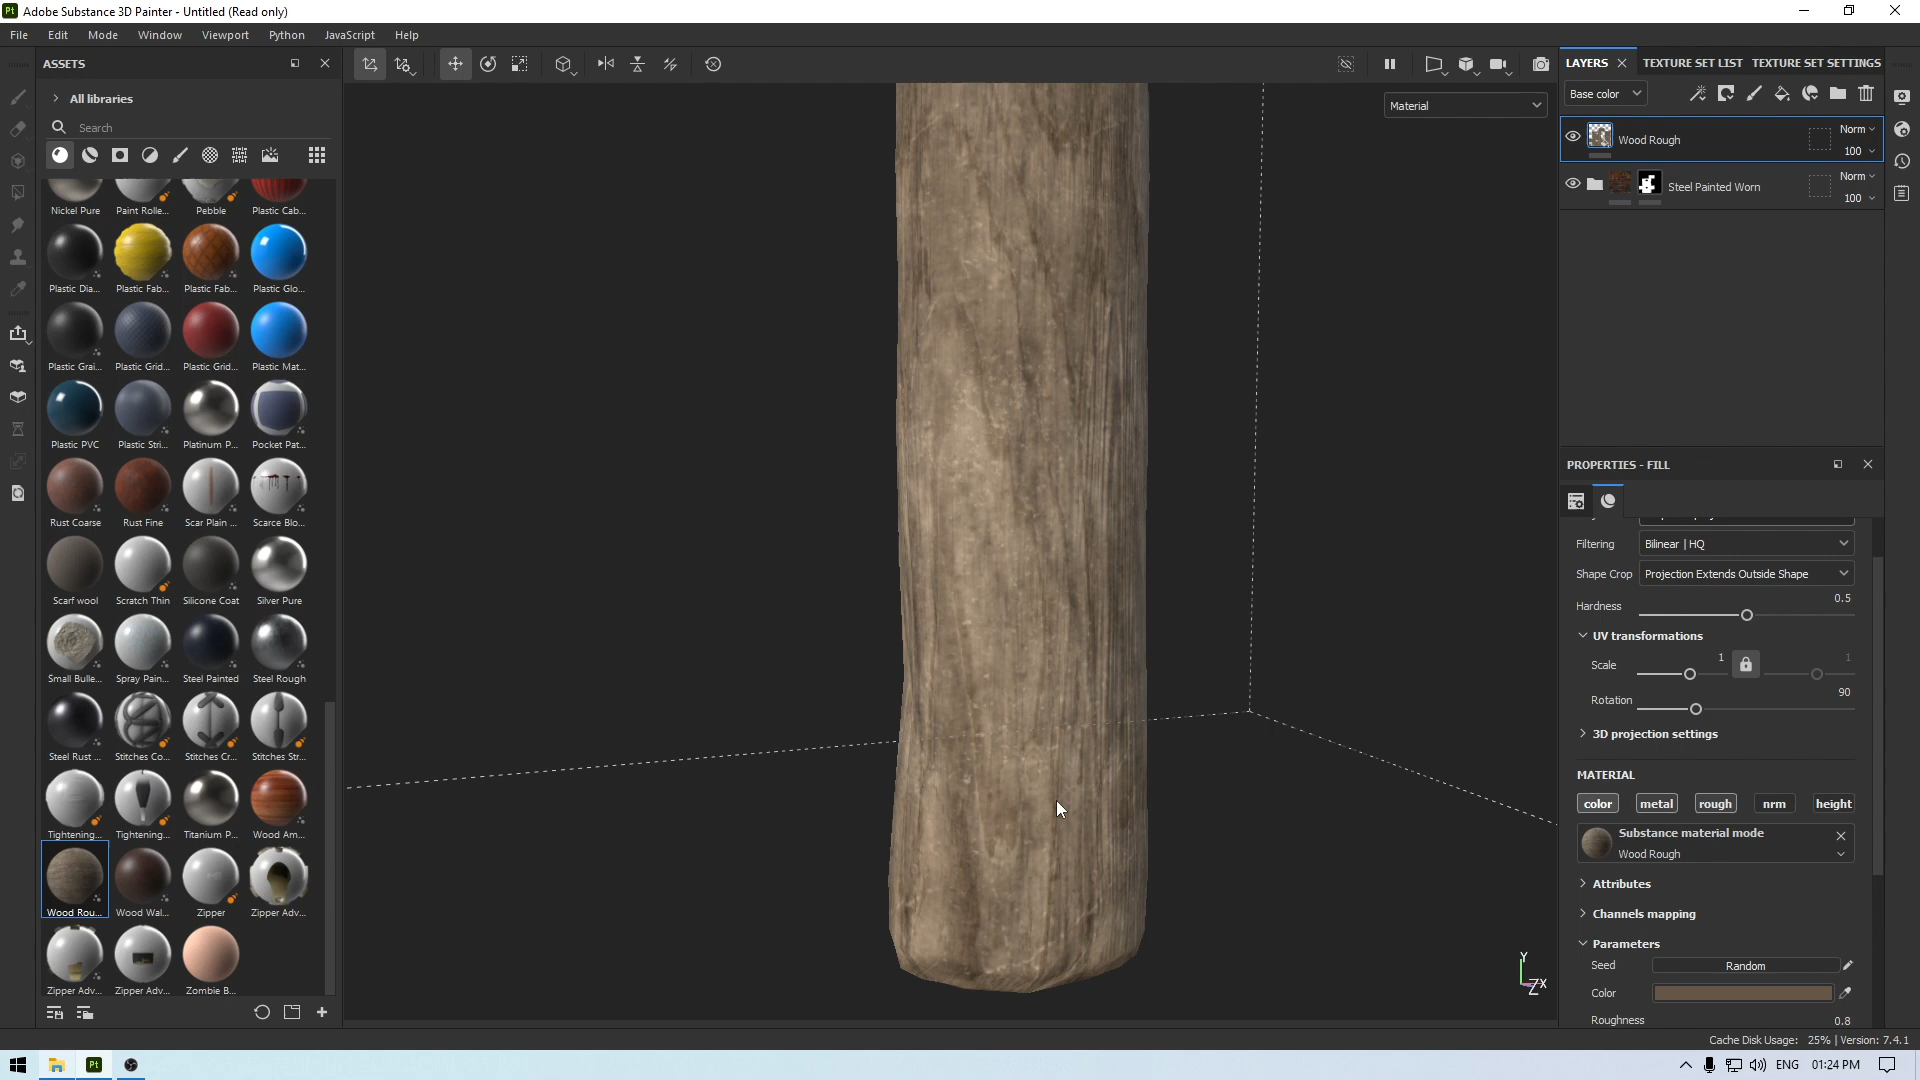 Adobe Substance 3D Painter - Untitled (Read only)
File Edit Mode Window Viewport Python JavaScript Help
ASSETS
All libraries
Search
Nickel Pure Paint Rolle... Pebble Plastic Cab...
Plastic Dia... Plastic Fab... Plastic Fab... Plastic Glo...
Plastic Grai... Plastic Grid... Plastic Grid... Plastic Mat...
Plastic PVC Plastic Stri... Platinum P... Pocket Pat...
Rust Coarse Rust Fine Scar Plain ... Scarce Blo...
Scarf wool Scratch Thin Silicone Coat Silver Pure
Small Bulle... Spray Pain... Steel Painted Steel Rough
Steel Rust ... Stitches Co... Stitches Cr... Stitches Str...
Tightening... Tightening... Titanium P... Wood Am...
Wood Rou... Wood Wal... Zipper Zipper Adv...
Zipper Adv... Zipper Adv... Zombie B...
Material
Y
Z X
LAYERS TEXTURE SET LIST TEXTURE SET SETTINGS
Base color
Wood Rough Norm
100
Steel Painted Worn Norm
100
PROPERTIES - FILL
Filtering Bilinear | HQ
Shape Crop Projection Extends Outside Shape
Hardness 0.5
UV transformations
Scale 1 1
Rotation 90
3D projection settings
MATERIAL
color metal rough nrm height
Substance material mode
Wood Rough
Attributes
Channels mapping
Parameters
Seed Random
Color
Roughness 0.8
Cache Disk Usage: 25% | Version: 7.4.1
Pt ENG 01:24 PM